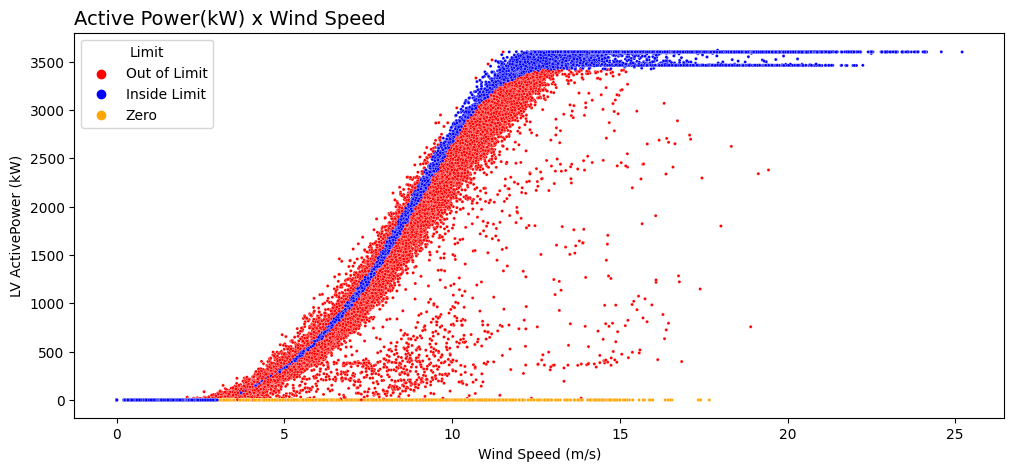 Active Power(kW) x Wind Speed
Limit
Out of Limit
Inside Limit
Zero
LV ActivePower (kW)
3500
3000
2500
2000
1500
1000
500
0
0 5 10 15 20 25
Wind Speed (m/s)